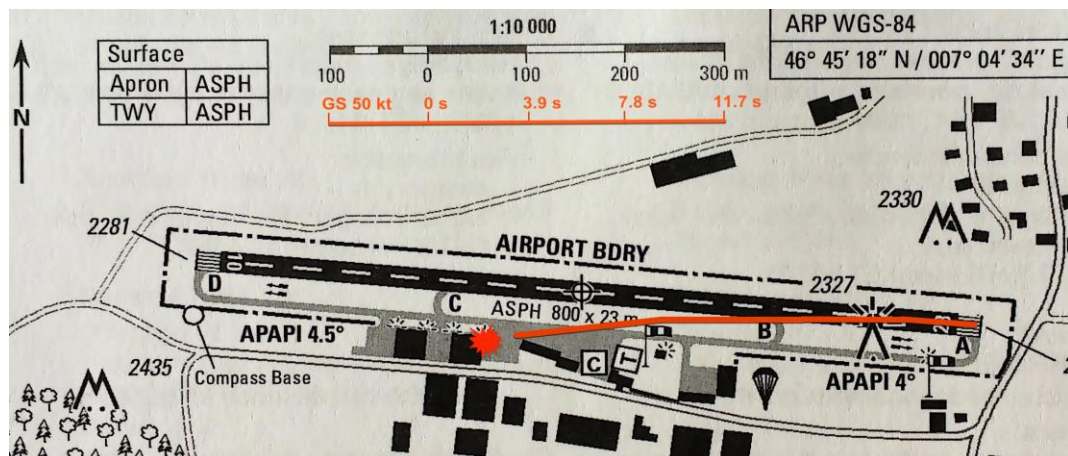 1:10 000
ARP WGS-84
46° 45' 18'' N / 007° 04' 34'' E
Surface
Apron ASPH
TWY ASPH
100 0 100 200 300 m
GS 50 kt 0 s 3.9 s 7.8 s 11.7 s
N
2330
2281
AIRPORT BDRY
10
2327
D
C
ASPH 800 x 23 m
B
28
A
APAPI 4.5°
C
T
APAPI 4°
2435
Compass Base